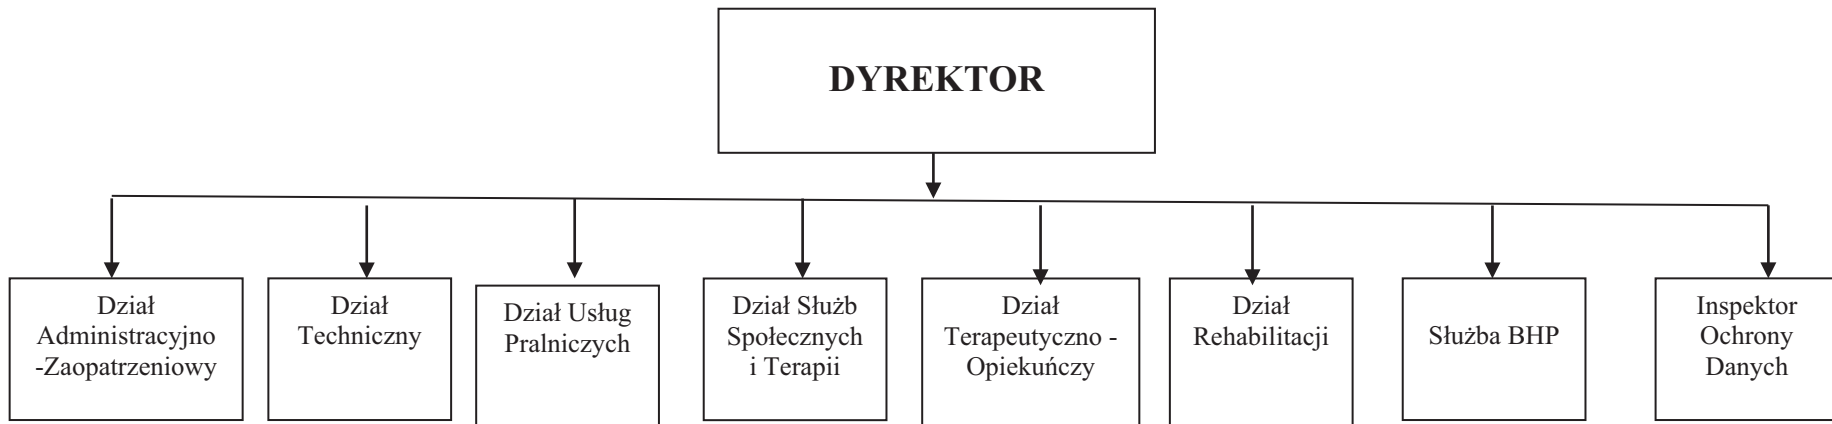 DYREKTOR
Dział
Administracyjno
-Zaopatrzeniowy
Dział
Techniczny
Dział Usług
Pralniczych
Dział Służb
Społecznych
i Terapii
Dział
Terapeutyczno -
Opiekuńczy
Dział
Rehabilitacji
Służba BHP
Inspektor
Ochrony
Danych